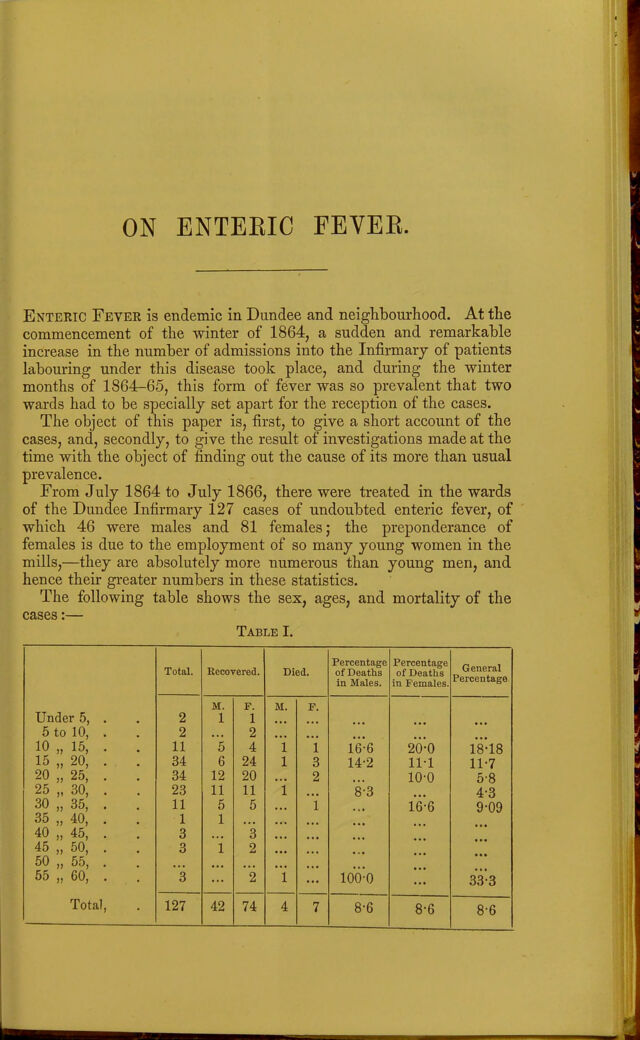 ON ENTERIC FEVER.
ENTERIC FEVER is endemic in Dundee and neighbourhood. At the
commencement of the winter of 1864, a sudden and remarkable
increase in the number of admissions into the Infirmary of patients
labouring under this disease took place, and during the winter
months of 1864–65, this form of fever was so prevalent that two
wards had to be specially set apart for the reception of the cases.
The object of this paper is, first, to give a short account of the
cases, and, secondly, to give the result of investigations made at the
time with the object of finding out the cause of its more than usual
prevalence.
From July 1864 to July 1866, there were treated in the wards
of the Dundee Infirmary 127 cases of undoubted enteric fever, of
which 46 were males and 81 females; the preponderance of
females is due to the employment of so many young women in the
mills,—they are absolutely more numerous than young men, and
hence their greater numbers in these statistics.
The following table shows the sex, ages, and mortality of the
cases:—
TABLE I.
Total. Recovered. Died. Percentage of Deaths in Males. Percentage of Deaths in Females. General Percentage
M. F. M. F.
Under 5, . . 2 1 1 ... ... ... ... ...
5 to 10, . . 2 ... 2 ... ... ... ... ...
10 „ 15, . . 11 5 4 1 1 16·6 20·0 18·18
15 „ 20, . . 34 6 24 1 3 14·2 11·1 11·7
20 „ 25, . . 34 12 20 ... 2 ... 10·0 5·8
25 „ 30, . . 23 11 11 1 ... 8·3 ... 4·3
30 „ 35, . . 11 5 5 ... 1 ... 16·6 9·09
35 „ 40, . . 1 1 ... ... ... ... ... ...
40 „ 45, . . 3 ... 3 ... ... ... ... ...
45 „ 50, . . 3 1 2 ... ... ... ... ...
50 „ 55, . . ... ... ... ... ... ... ... ...
55 „ 60, . . 3 ... 2 1 ... 100·0 ... 33·3
Total, . 127 42 74 4 7 8·6 8·6 8·6